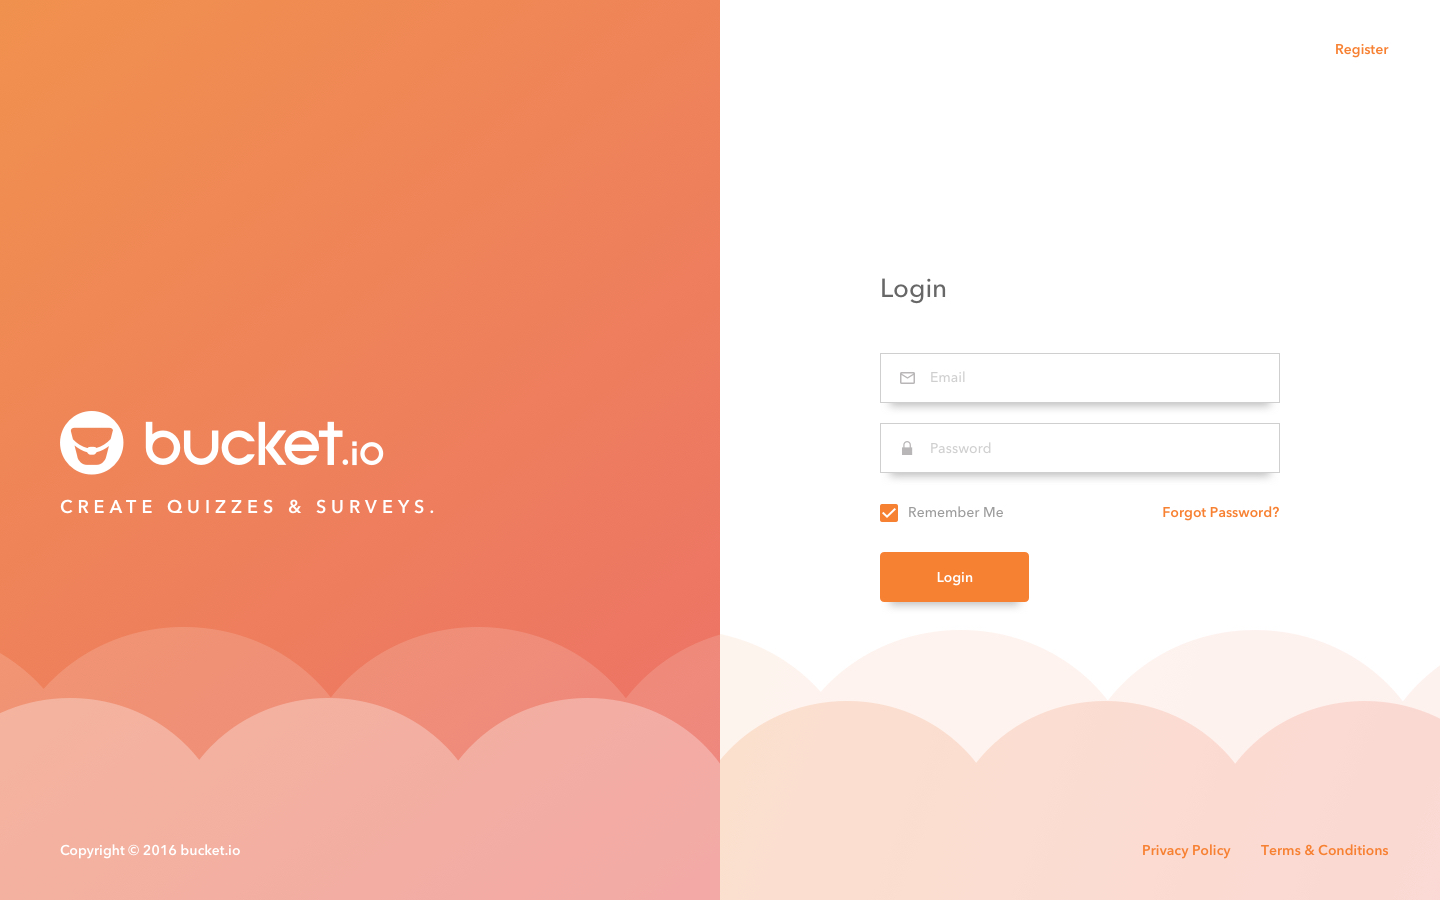 Register
bucket.io
CREATE QUIZZES & SURVEYS.
Login
Email
Password
Remember Me
Forgot Password?
Login
Copyright © 2016 bucket.io
Privacy Policy
Terms & Conditions